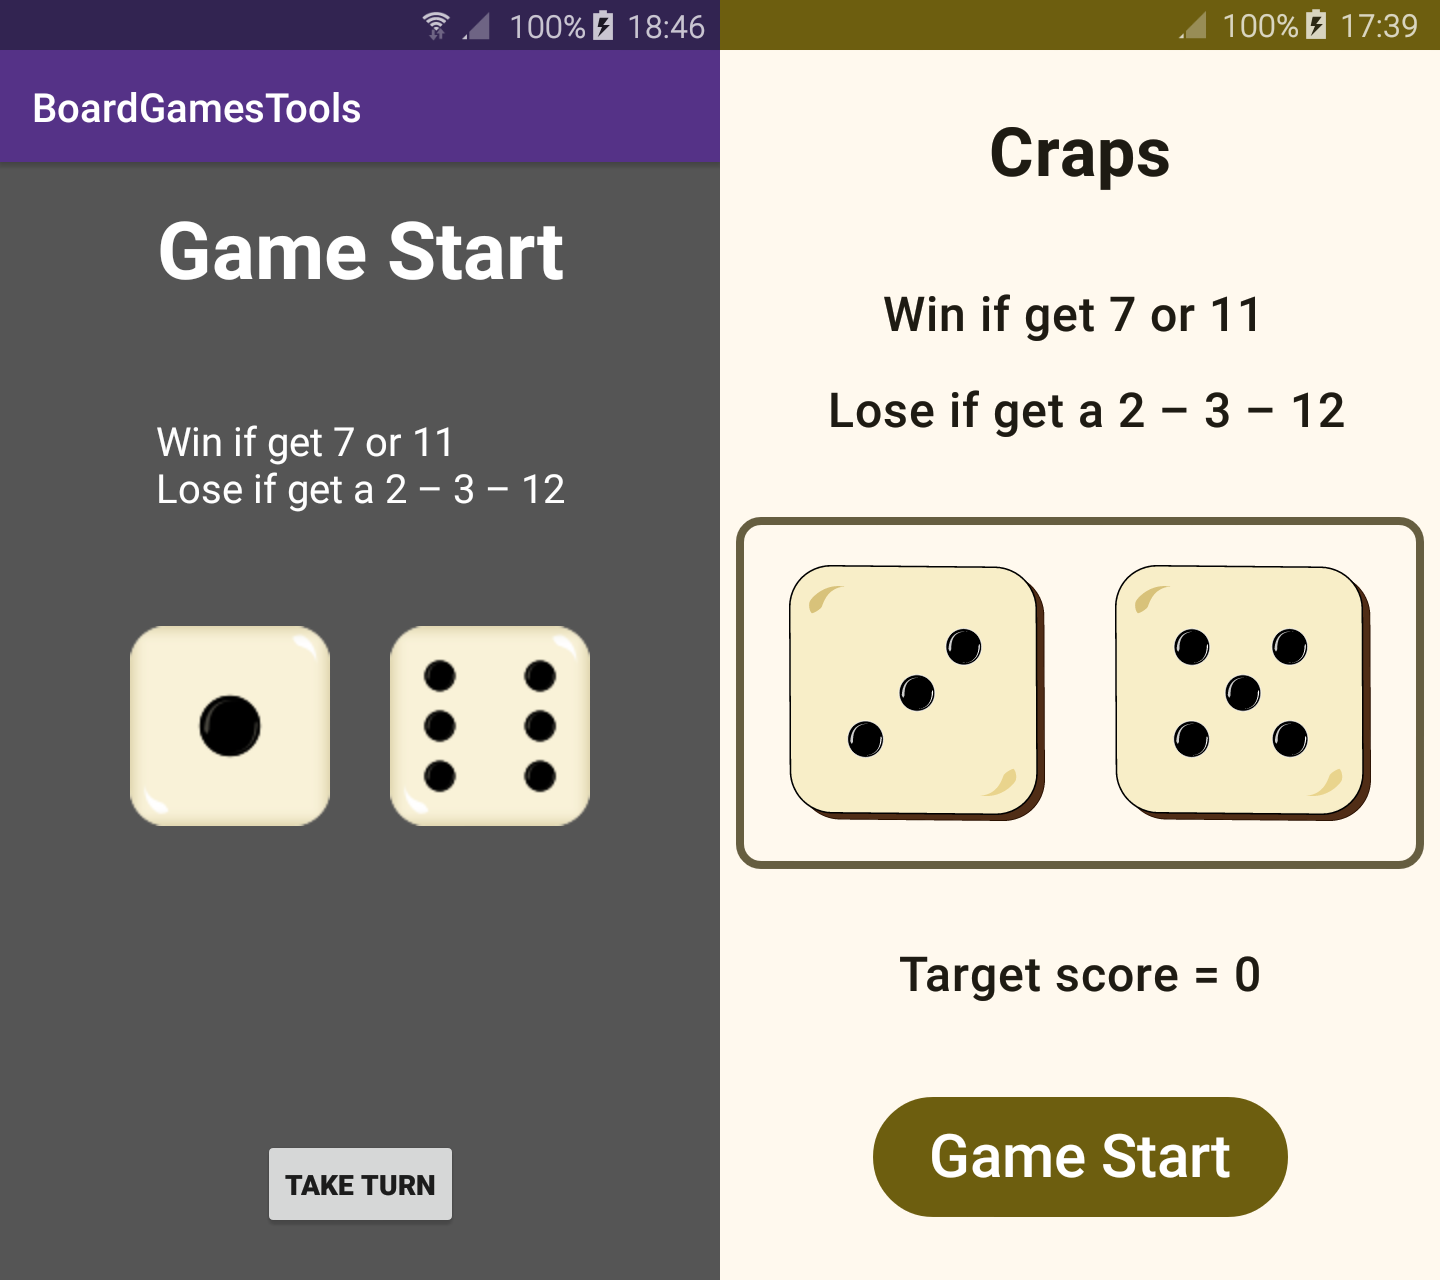 100% 18:46
BoardGamesTools
Game Start
Win if get 7 or 11
Lose if get a 2 – 3 – 12
TAKE TURN
100% 17:39
Craps
Win if get 7 or 11
Lose if get a 2 – 3 – 12
Target score = 0
Game Start